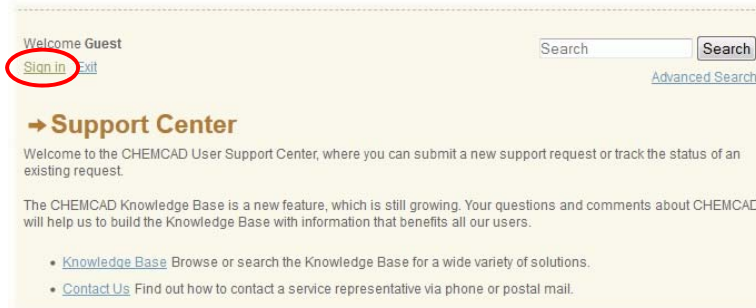 Welcome Guest
Search Search
Sign in Exit
Advanced Search
Support Center
Welcome to the CHEMCAD User Support Center, where you can submit a new support request or track the status of an
existing request.
The CHEMCAD Knowledge Base is a new feature, which is still growing. Your questions and comments about CHEMCAD
will help us to build the Knowledge Base with information that benefits all our users.
• Knowledge Base Browse or search the Knowledge Base for a wide variety of solutions.
• Contact Us Find out how to contact a service representative via phone or postal mail.